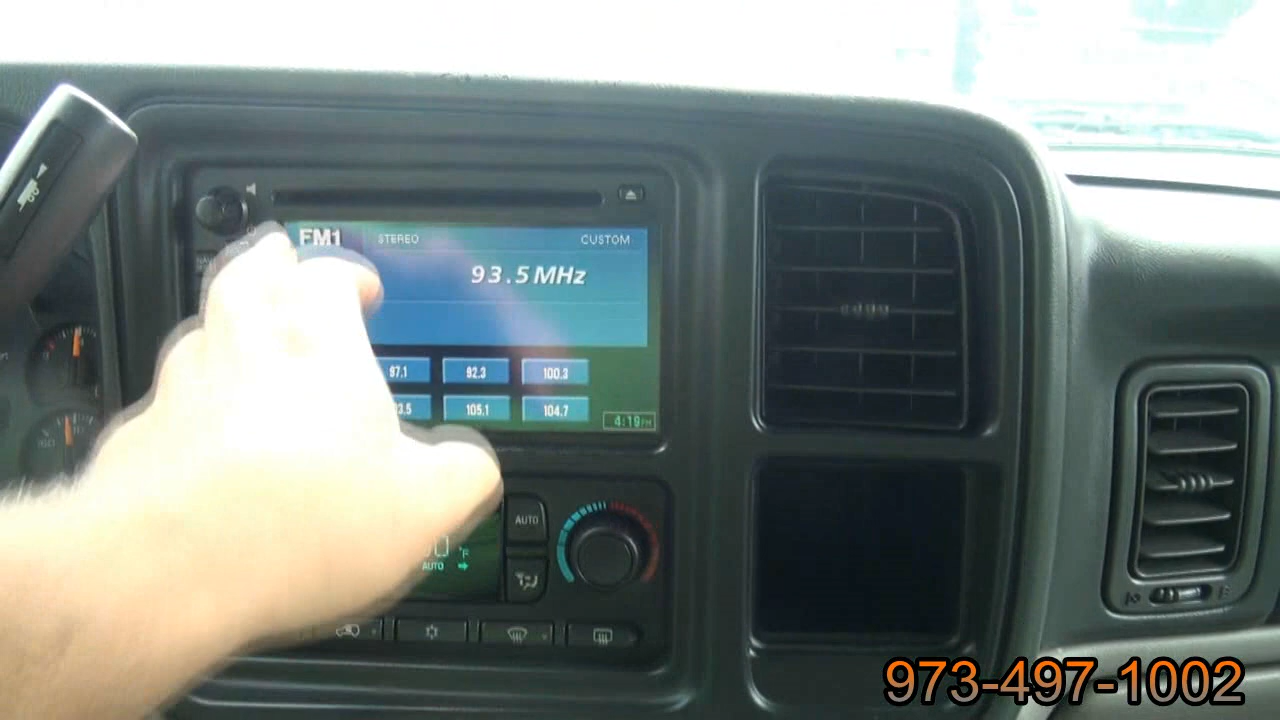 FM1 STEREO CUSTOM
93.5 MHz
97.1 92.3 100.3
105.1 104.7
4:19 PM
AUTO
°F
AUTO
973-497-1002